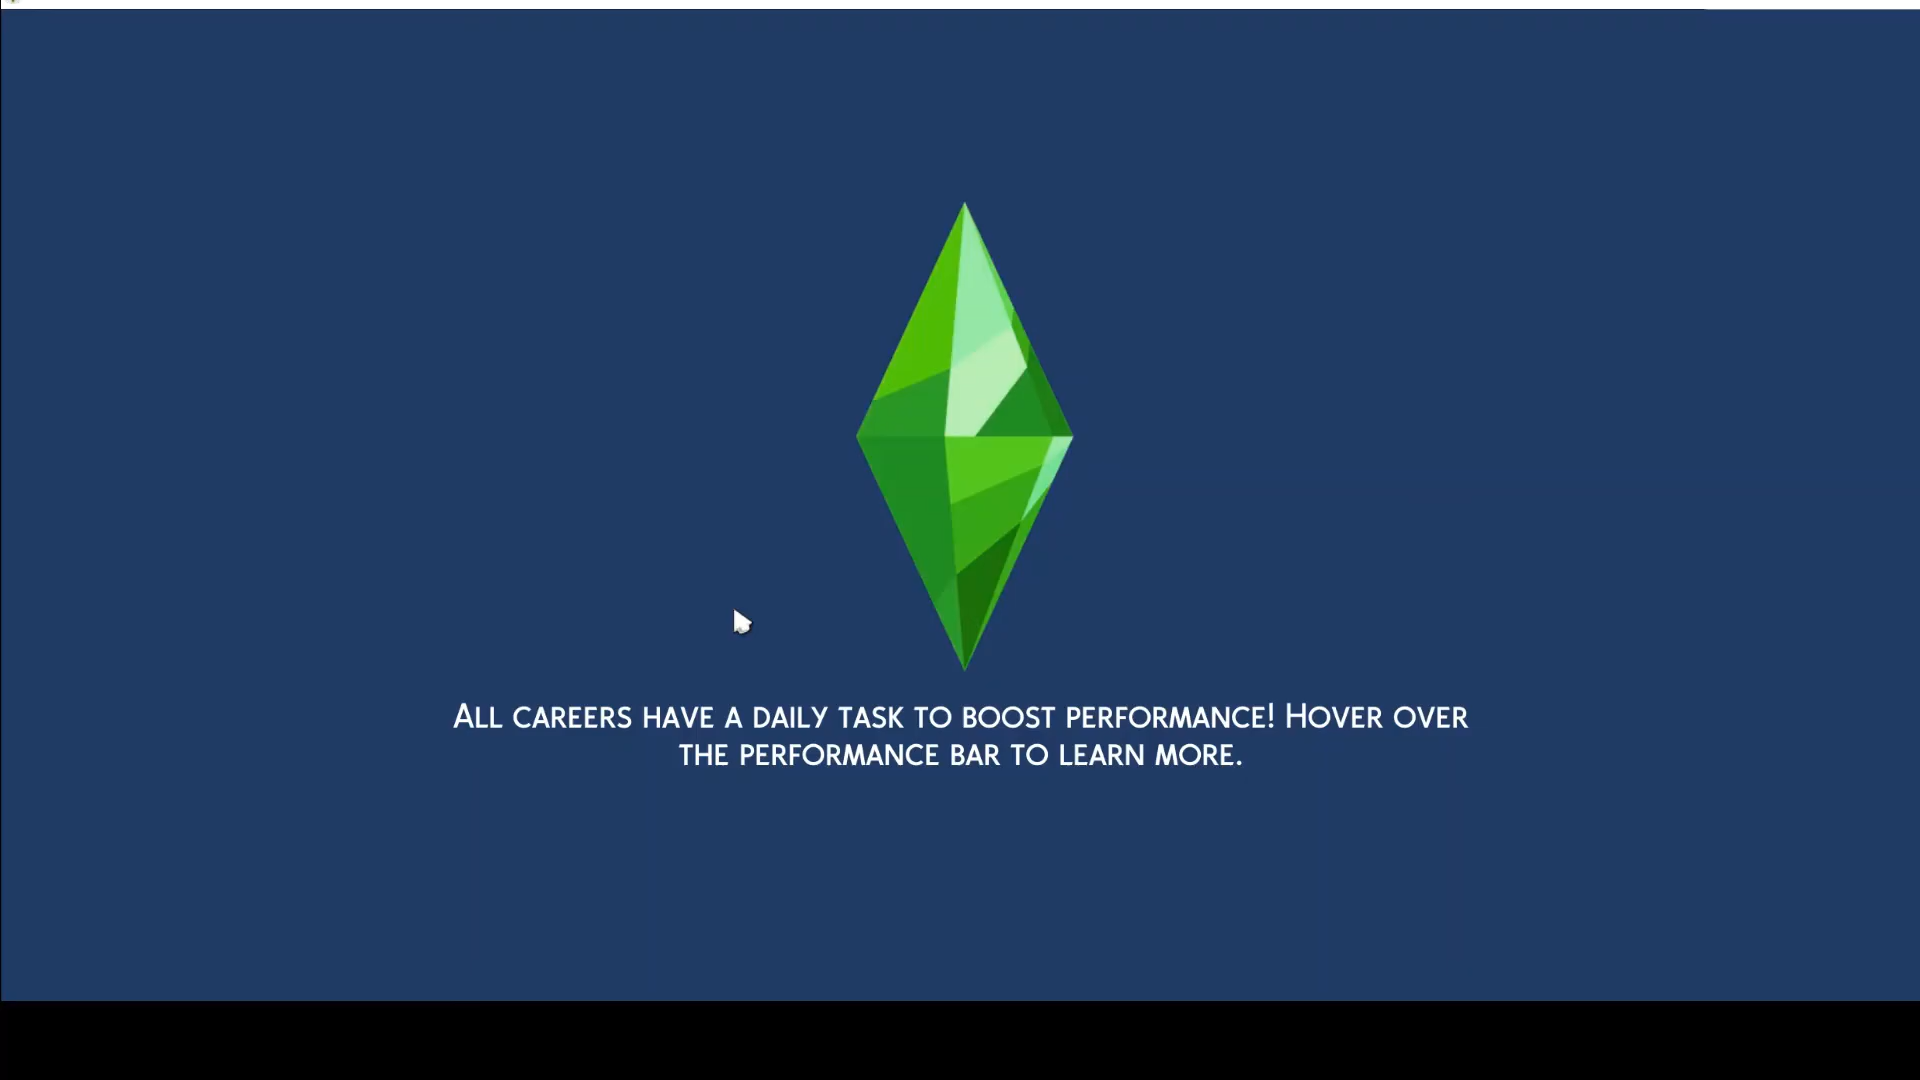 All careers have a daily task to boost performance! Hover over
the performance bar to learn more.